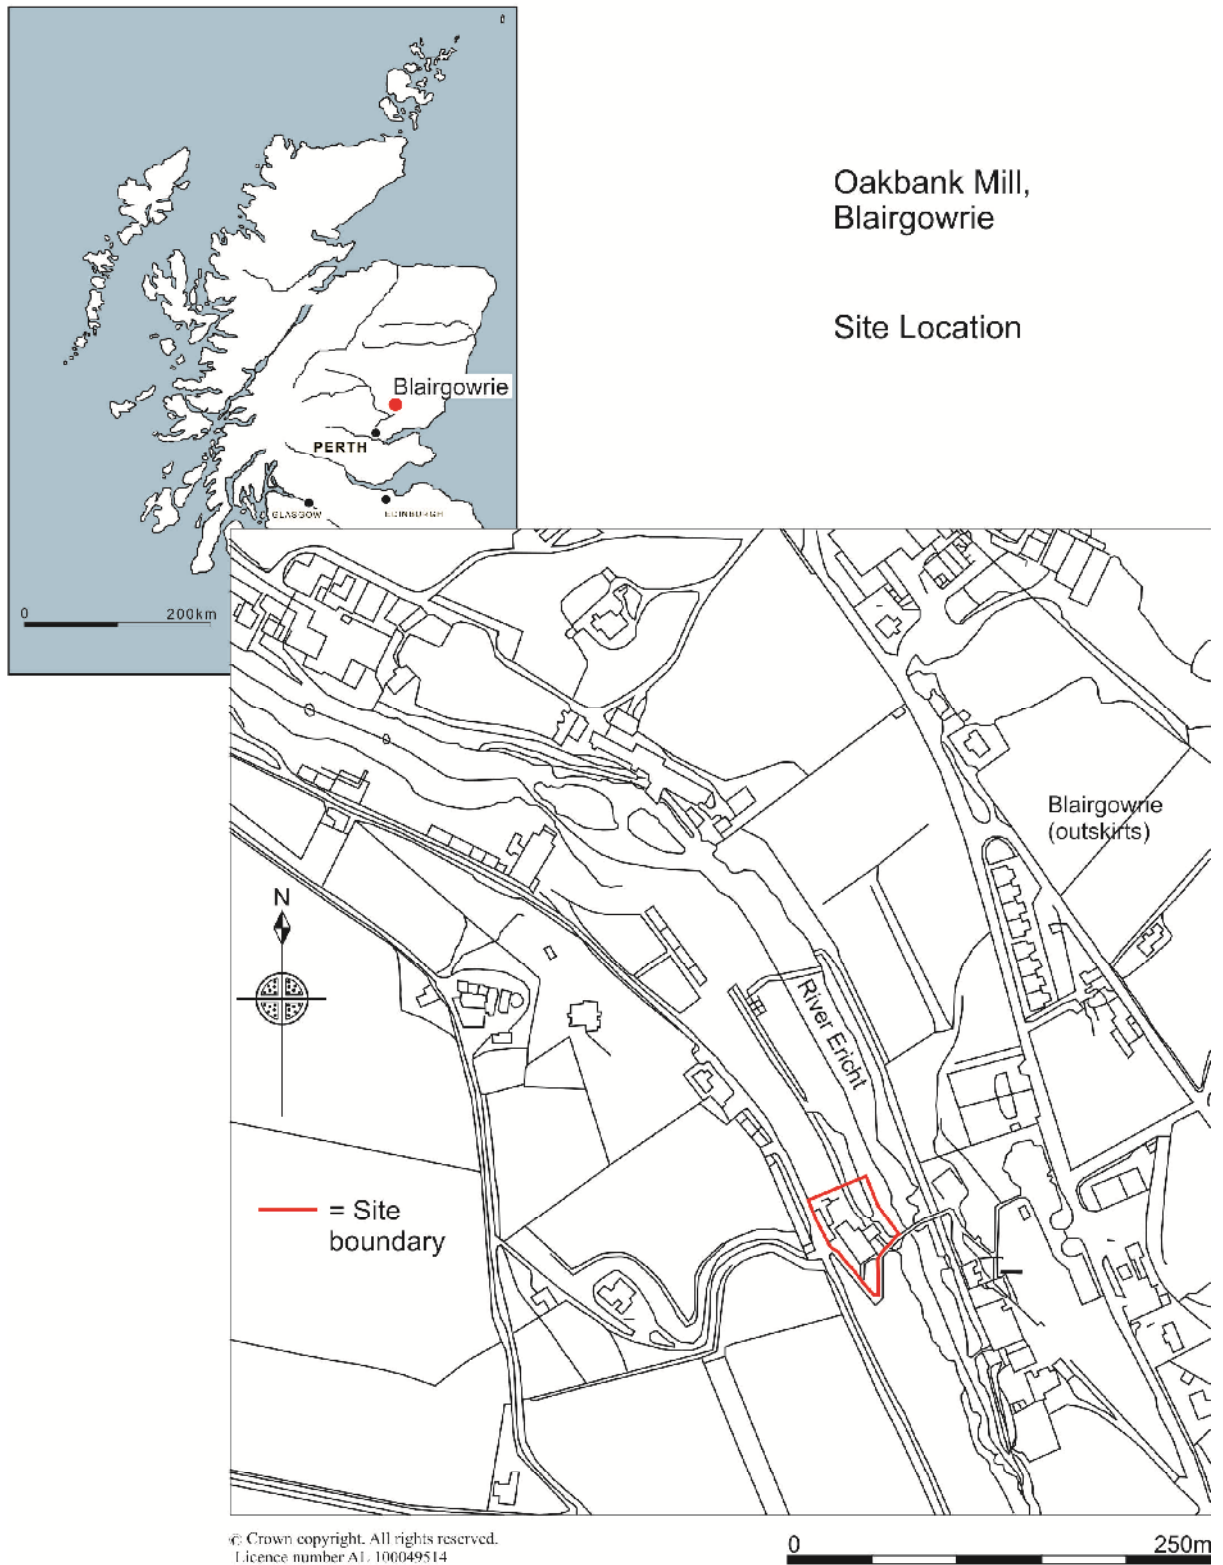 Oakbank Mill,
Blairgowrie
Site Location
Blairgowrie
PERTH
GLASGOW
EDINBURGH
0 200km
Blairgowrie
(outskirts)
N
River Ericht
= Site
boundary
© Crown copyright. All rights reserved.
Licence number AL 100049514
0 250m